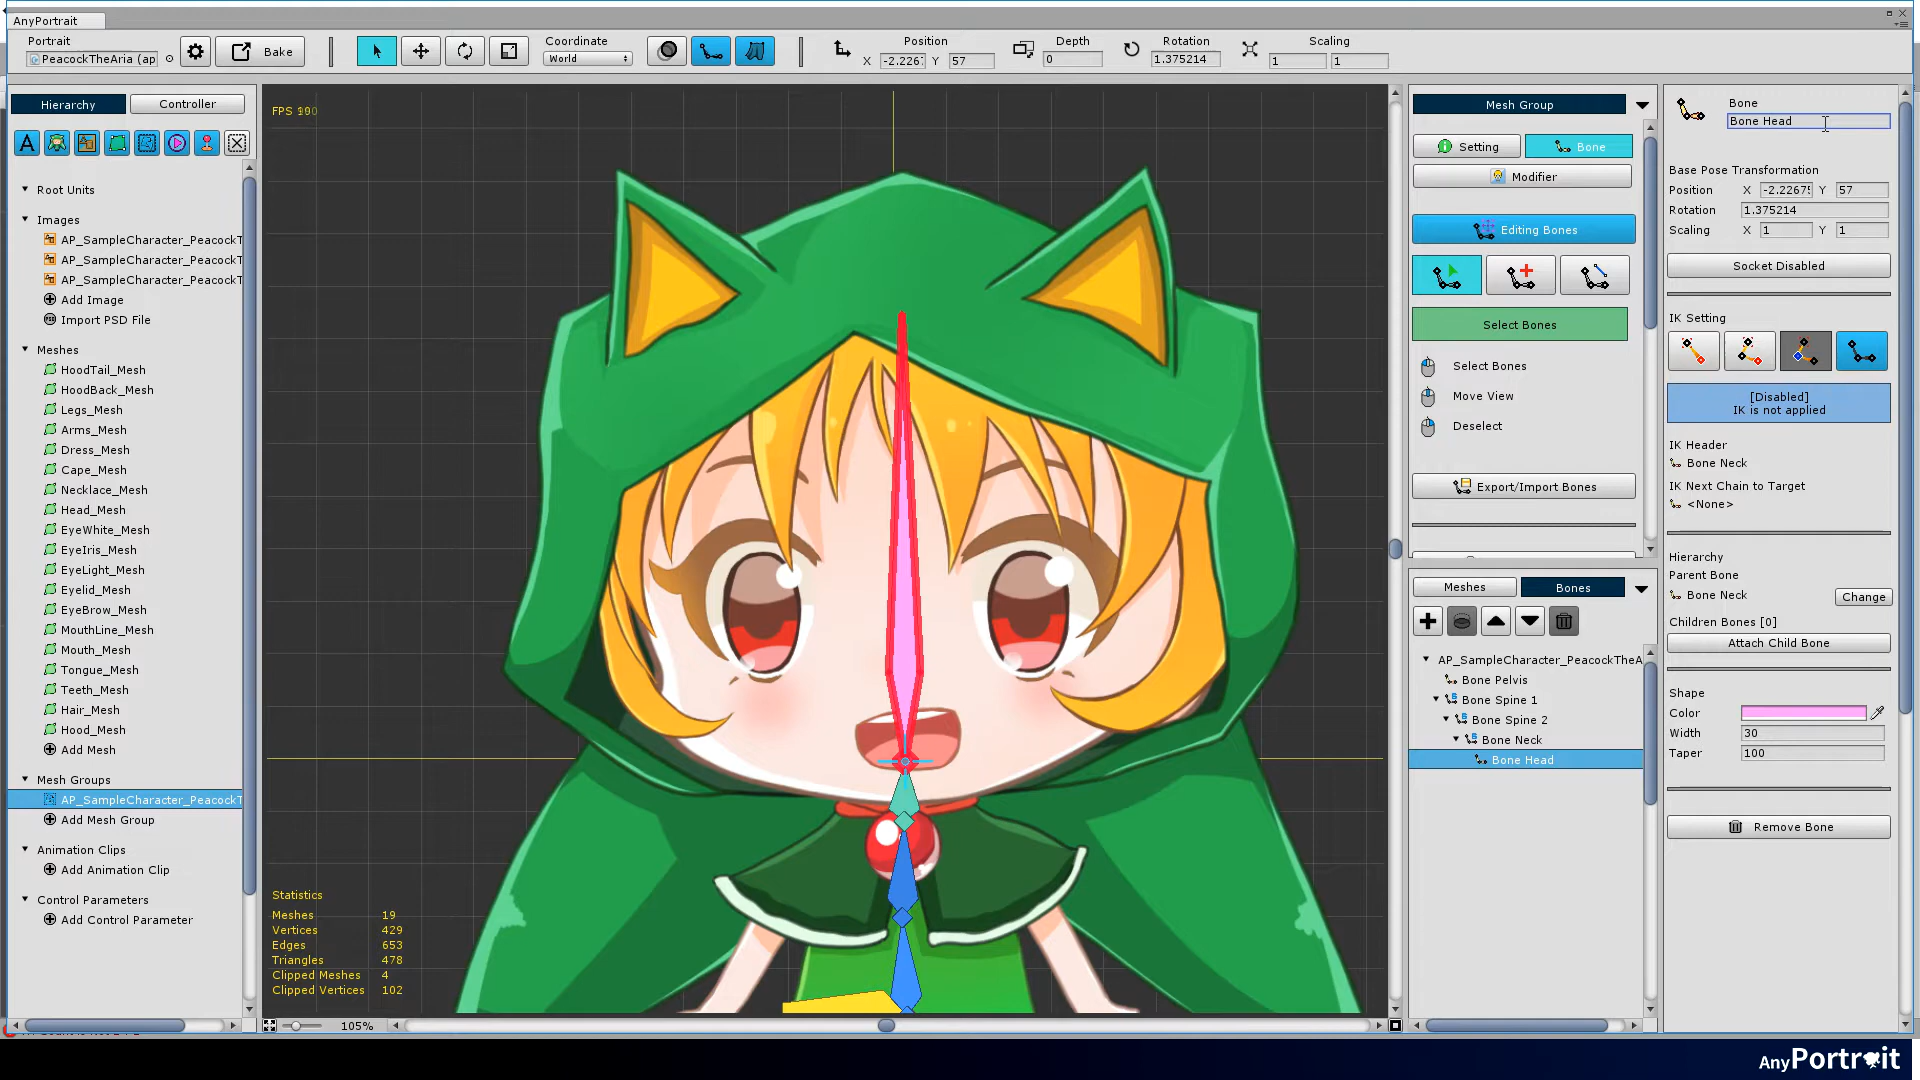 AnyPortrait
Portrait
PeacockTheAria (ap
Bake
Coordinate
World
Position
X -2.2267 Y 57
Depth
0
Rotation
1.375214
Scaling
1 1
Hierarchy
Controller
Root Units
Images
AP_SampleCharacter_PeacockT
AP_SampleCharacter_PeacockT
AP_SampleCharacter_PeacockT
Add Image
Import PSD File
Meshes
HoodTail_Mesh
HoodBack_Mesh
Legs_Mesh
Arms_Mesh
Dress_Mesh
Cape_Mesh
Necklace_Mesh
Head_Mesh
EyeWhite_Mesh
EyeIris_Mesh
EyeLight_Mesh
Eyelid_Mesh
EyeBrow_Mesh
MouthLine_Mesh
Mouth_Mesh
Tongue_Mesh
Teeth_Mesh
Hair_Mesh
Hood_Mesh
Add Mesh
Mesh Groups
AP_SampleCharacter_PeacockT
Add Mesh Group
Animation Clips
Add Animation Clip
Control Parameters
Add Control Parameter
FPS
Statistics
Meshes 19
Vertices 429
Edges 653
Triangles 478
Clipped Meshes 4
Clipped Vertices 102
105%
Mesh Group
Setting
Bone
Modifier
Editing Bones
Select Bones
Select Bones
Move View
Deselect
Export/Import Bones
Meshes
Bones
AP_SampleCharacter_PeacockTheA
Bone Pelvis
Bone Spine 1
Bone Spine 2
Bone Neck
Bone Head
Bone
Bone Head
Base Pose Transformation
Position X -2.2267 Y 57
Rotation 1.375214
Scaling X 1 Y 1
Socket Disabled
IK Setting
[Disabled]
IK is not applied
IK Header
Bone Neck
IK Next Chain to Target
<None>
Hierarchy
Parent Bone
Bone Neck
Change
Children Bones [0]
Attach Child Bone
Shape
Color
Width 30
Taper 100
Remove Bone
AnyPortrait